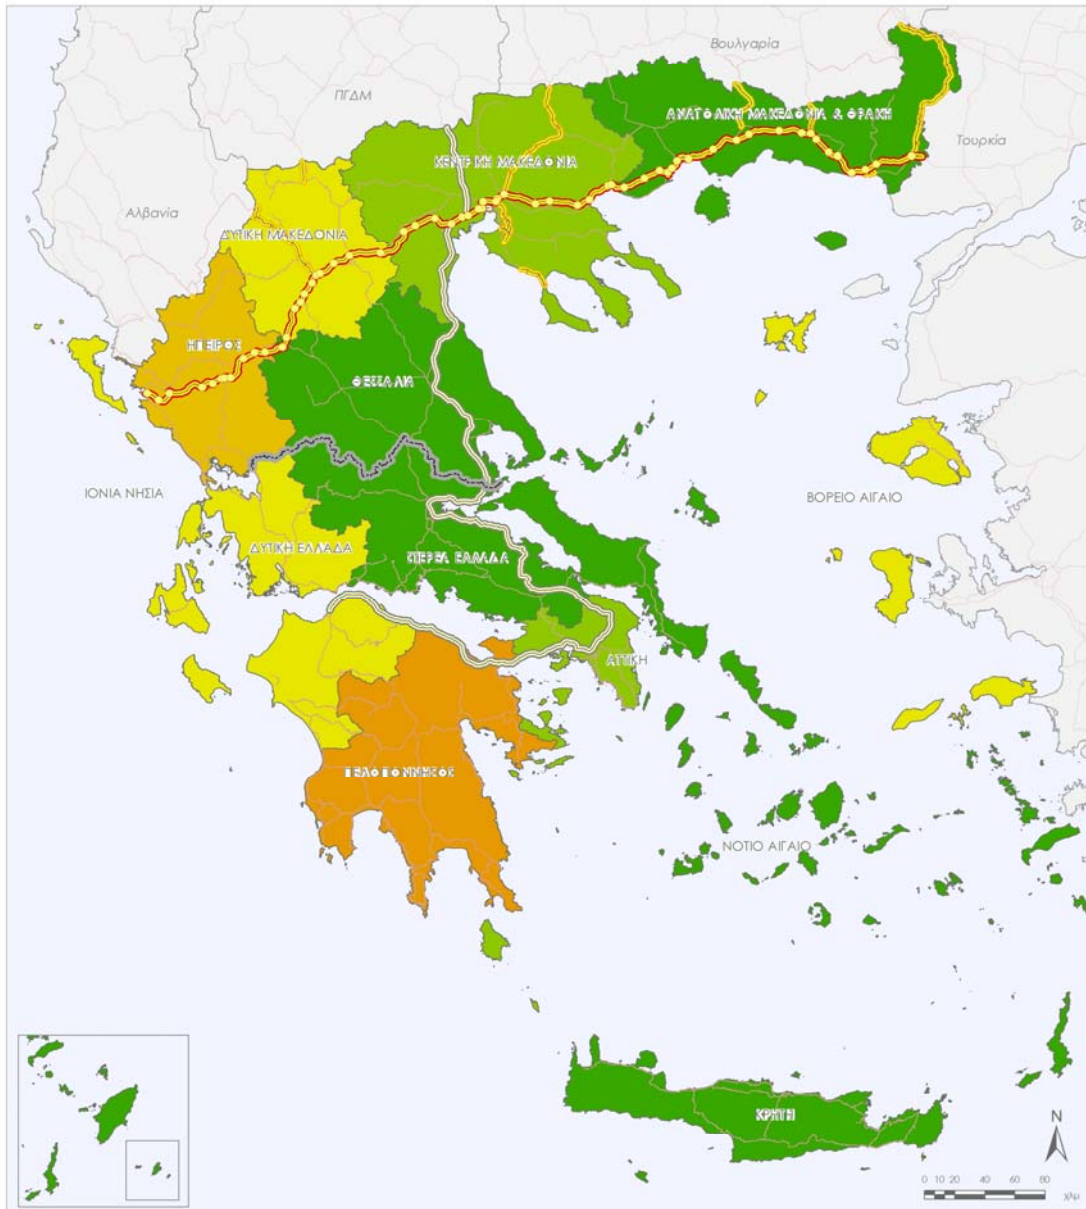 Βουλγαρία
ΠΓΔΜ
ΑΝΑΤΟΛΙΚΗ ΜΑΚΕΔΟΝΙΑ & ΘΡΑΚΗ
Τουρκία
ΚΕΝΤΡΙΚΗ ΜΑΚΕΔΟΝΙΑ
Αλβανία
ΔΥΤΙΚΗ ΜΑΚΕΔΟΝΙΑ
ΗΠΕΙΡΟΣ
ΘΕΣΣΑΛΙΑ
ΙΟΝΙΑ ΝΗΣΙΑ
ΒΟΡΕΙΟ ΑΙΓΑΙΟ
ΔΥΤΙΚΗ ΕΛΛΑΔΑ
ΣΤΕΡΕΑ ΕΛΛΑΔΑ
ΑΤΤΙΚΗ
ΠΕΛΟΠΟΝΝΗΣΟΣ
ΝΟΤΙΟ ΑΙΓΑΙΟ
ΚΡΗΤΗ
N
0 10 20 40 60 80
Χλμ